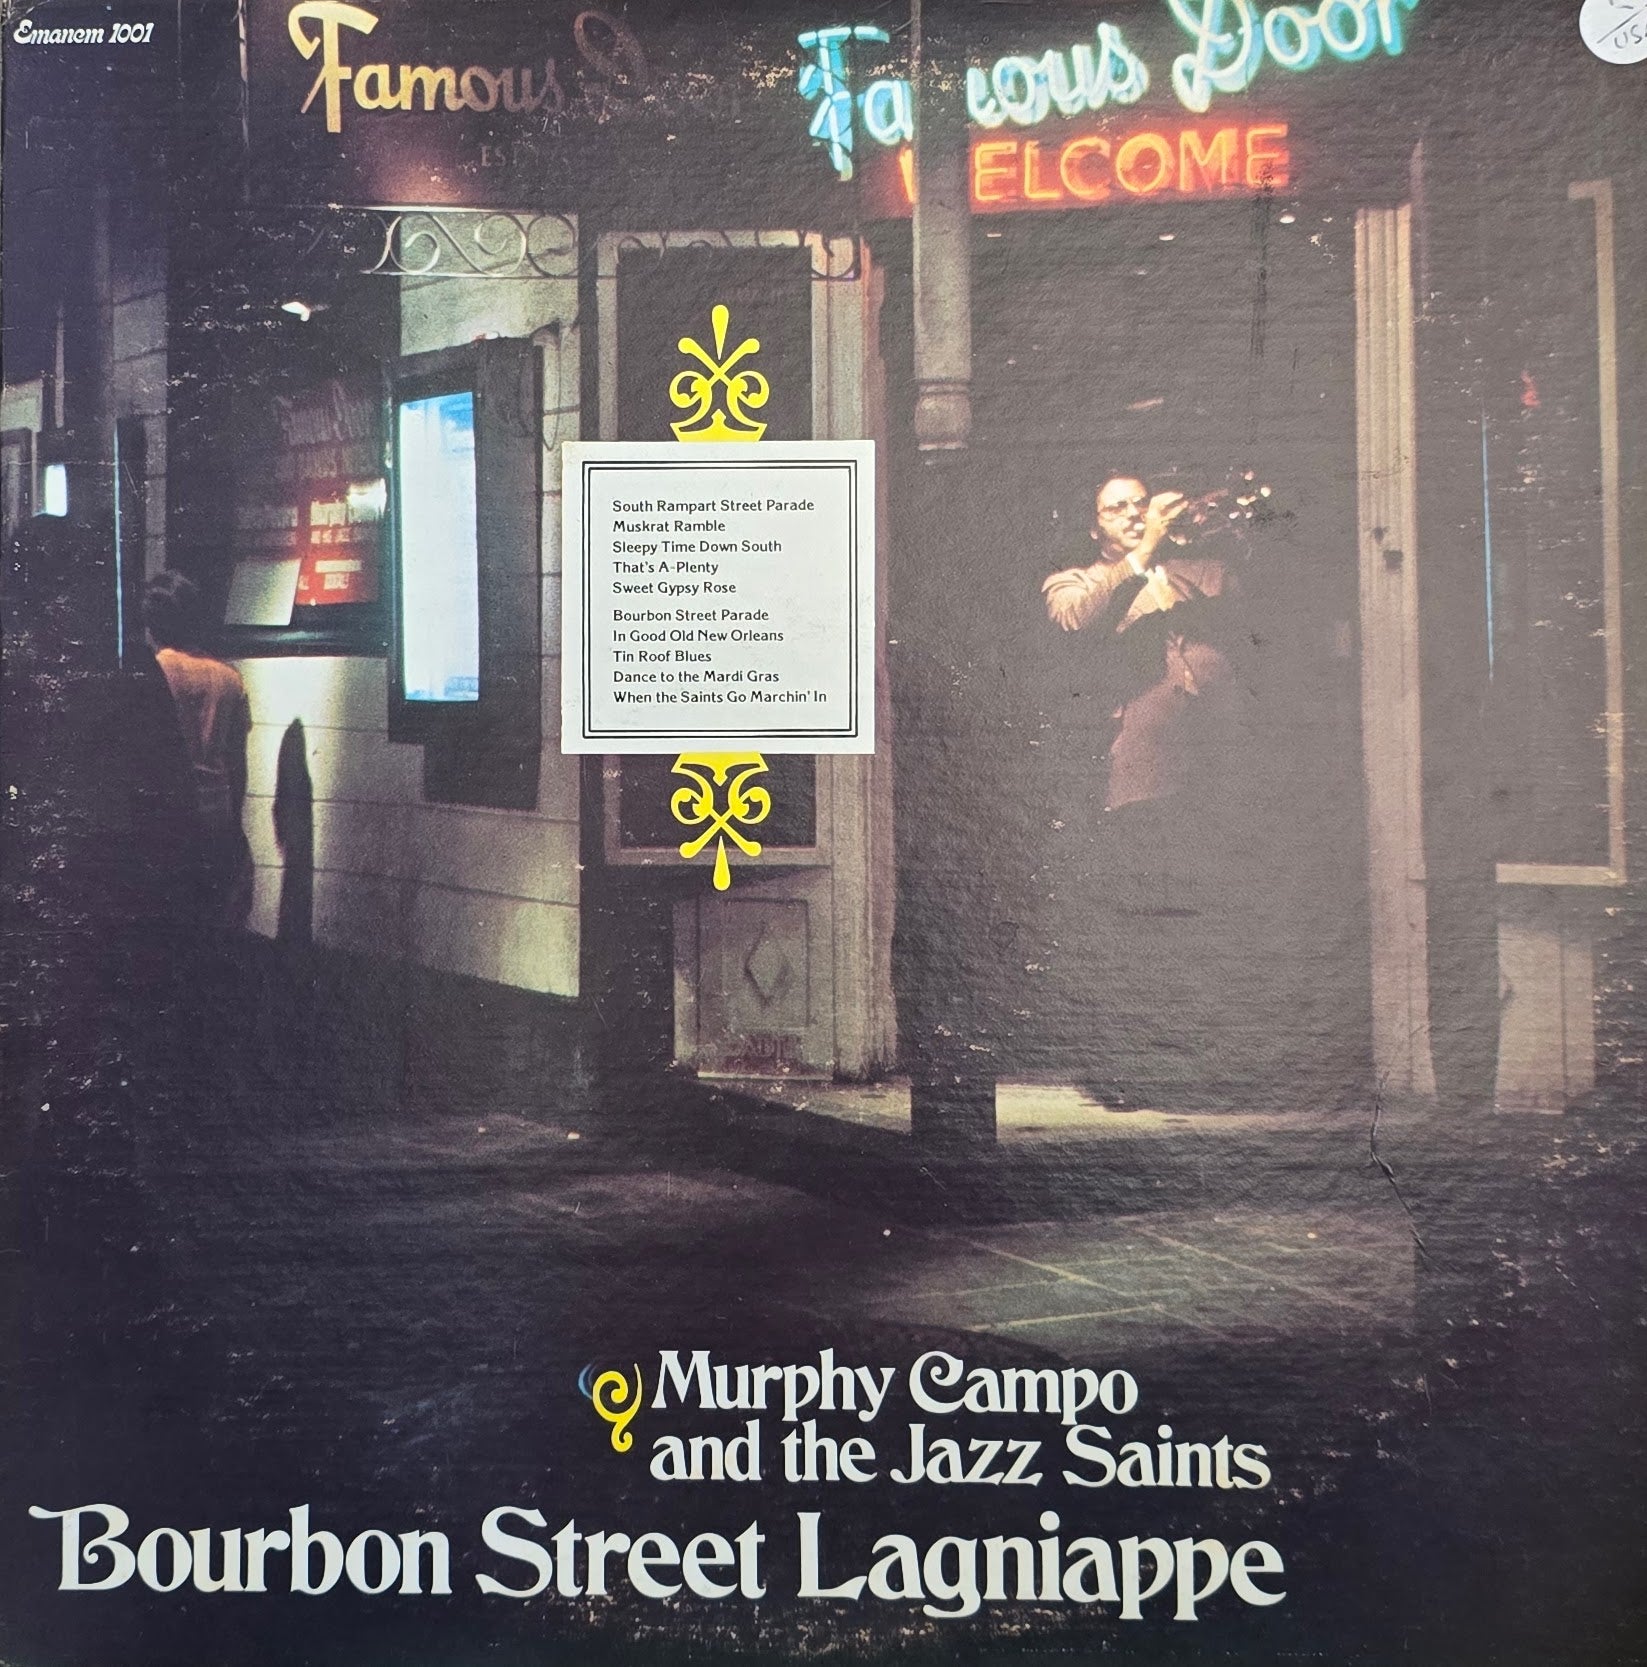 Emanem 1001
Famous
EST
Famous Door
WELCOME
South Rampart Street Parade
Muskrat Ramble
Sleepy Time Down South
That's A-Plenty
Sweet Gypsy Rose
Bourbon Street Parade
In Good Old New Orleans
Tin Roof Blues
Dance to the Mardi Gras
When the Saints Go Marchin' In
Murphy Campo
and the Jazz Saints
Bourbon Street Lagniappe